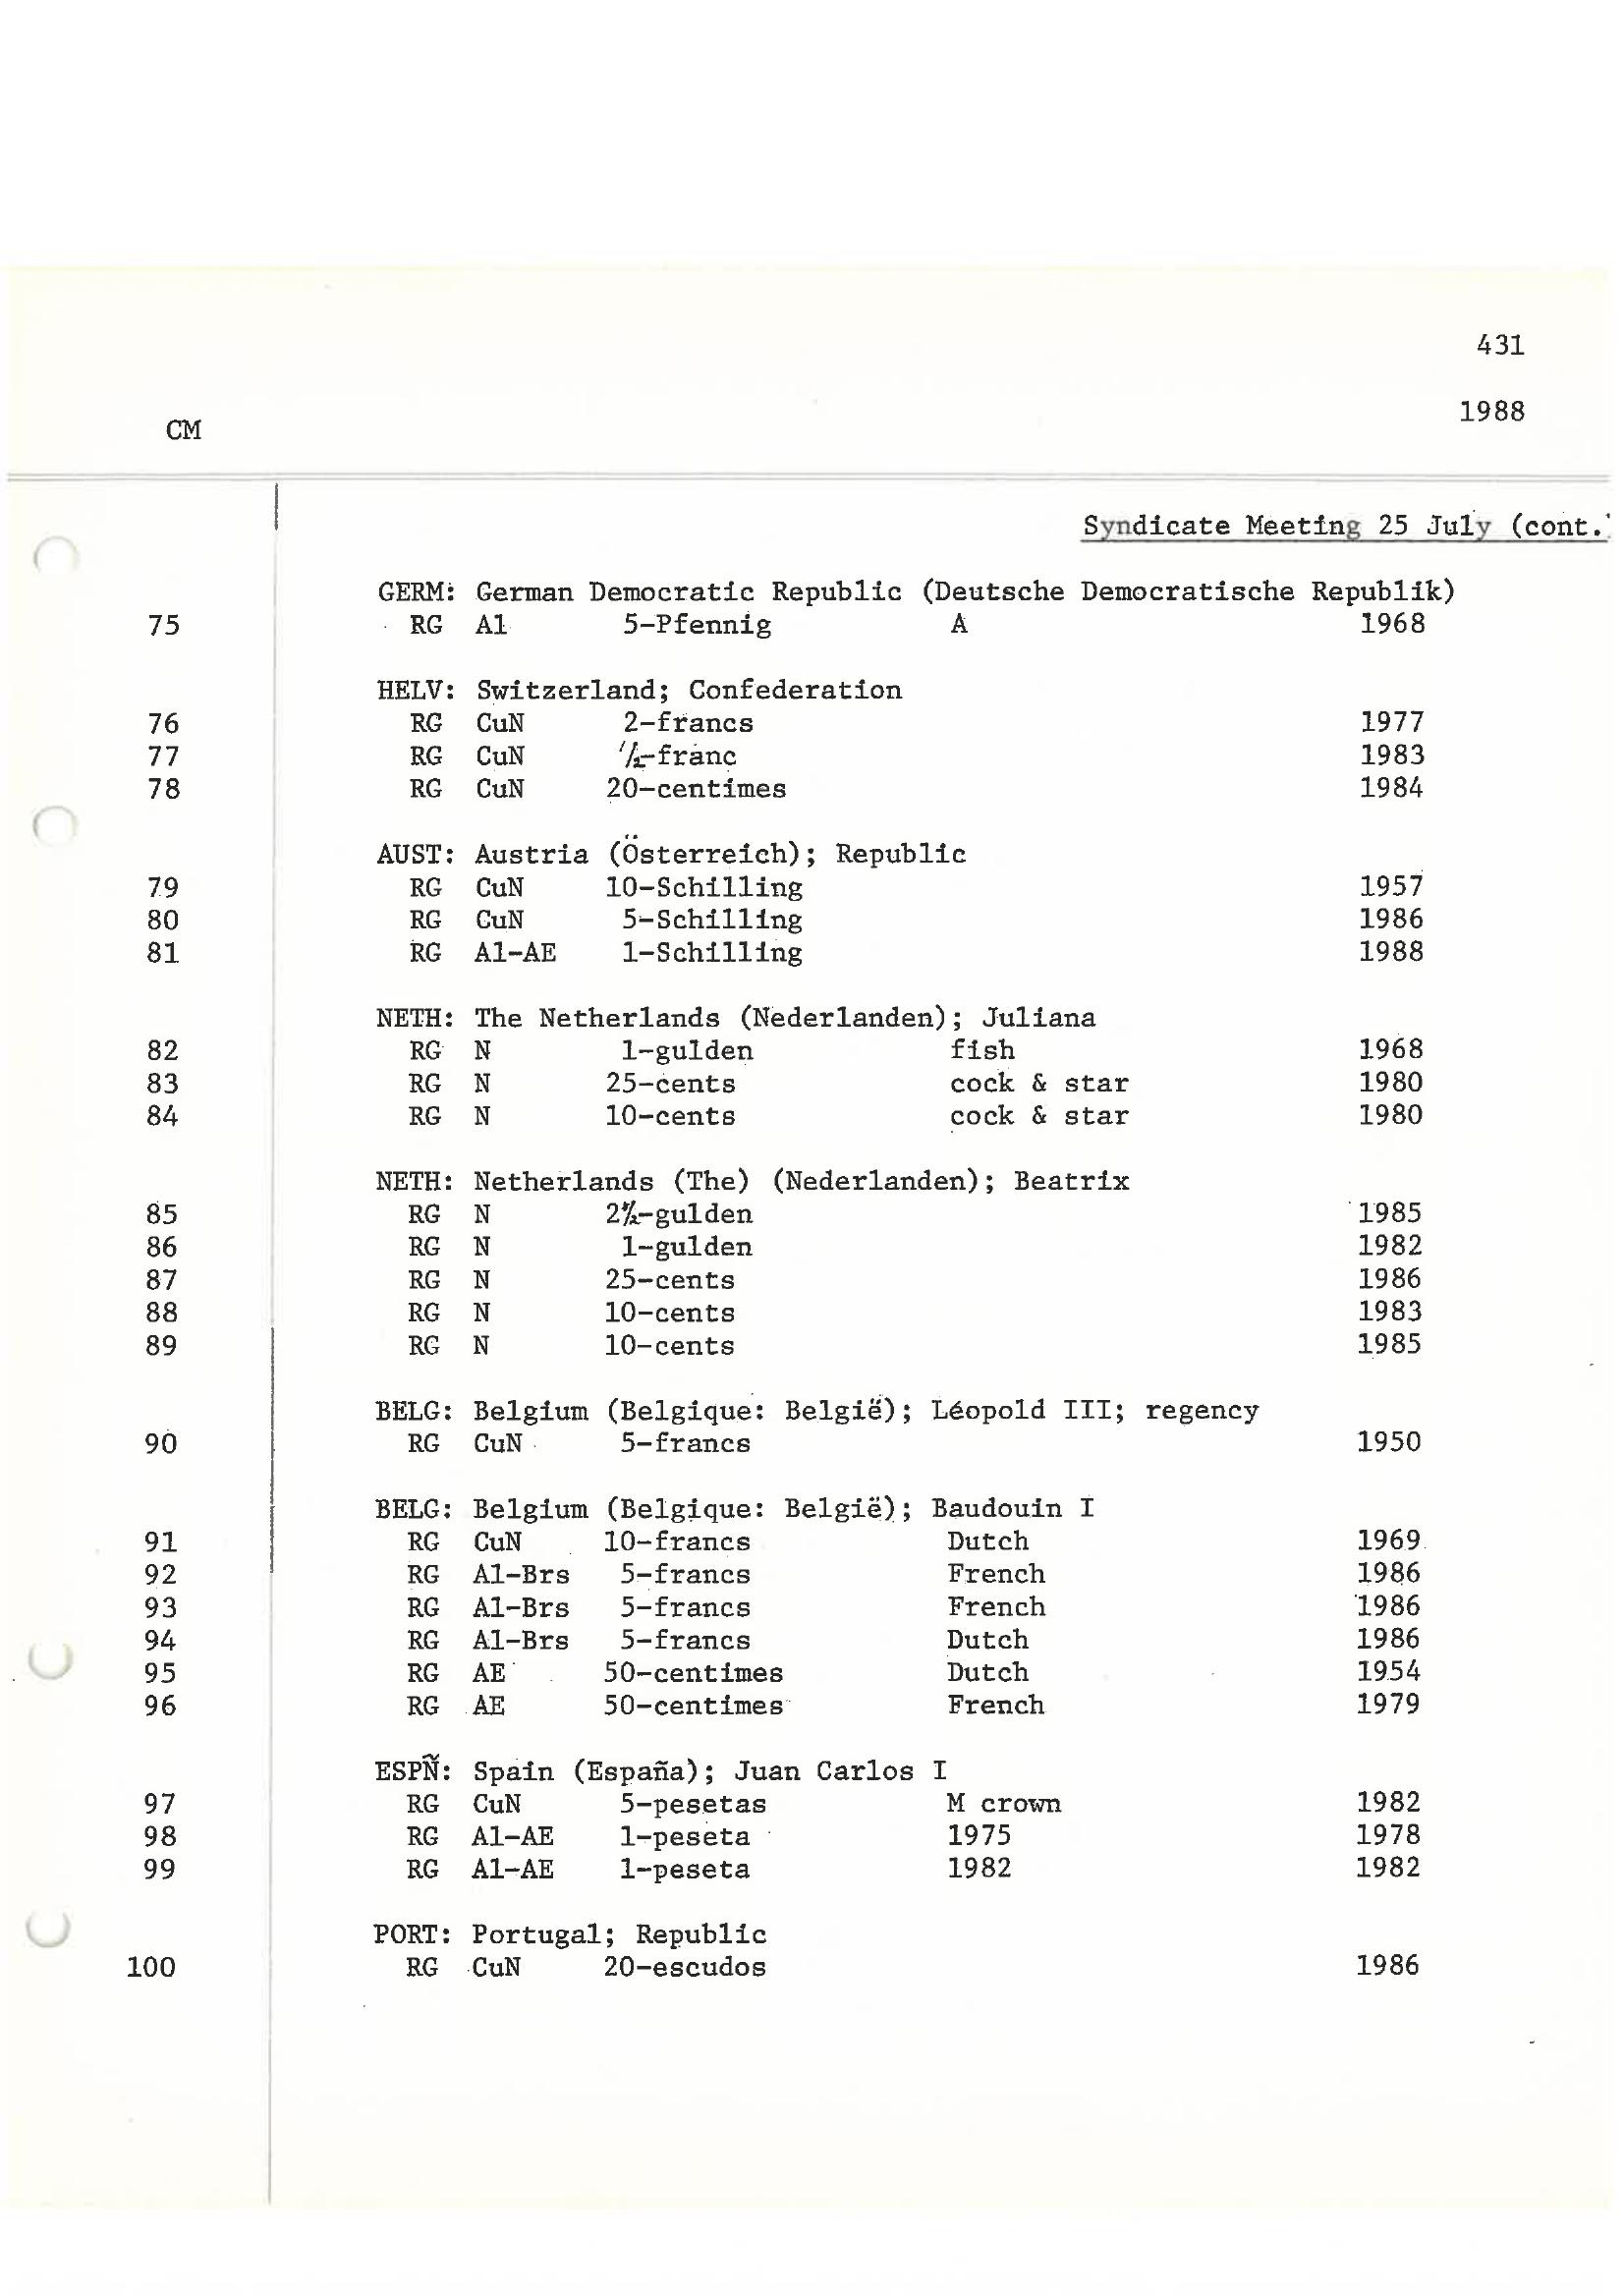 431
1988
CM
Syndicate Meeting 25 July (cont.
GERM: German Democratic Republic (Deutsche Democratische Republik)
75 RG Al 5-Pfennig A 1968
HELV: Switzerland; Confederation
76 RG CuN 2-francs 1977
77 RG CuN ½-franc 1983
78 RG CuN 20-centimes 1984
AUST: Austria (Österreich); Republic
79 RG CuN 10-Schilling 1957
80 RG CuN 5-Schilling 1986
81 RG Al-AE 1-Schilling 1988
NETH: The Netherlands (Nederlanden); Juliana
82 RG N 1-gulden fish 1968
83 RG N 25-cents cock & star 1980
84 RG N 10-cents cock & star 1980
NETH: Netherlands (The) (Nederlanden); Beatrix
85 RG N 2½-gulden 1985
86 RG N 1-gulden 1982
87 RG N 25-cents 1986
88 RG N 10-cents 1983
89 RG N 10-cents 1985
BELG: Belgium (Belgique: België); Léopold III; regency
90 RG CuN 5-francs 1950
BELG: Belgium (Belgique: België); Baudouin I
91 RG CuN 10-francs Dutch 1969
92 RG Al-Brs 5-francs French 1986
93 RG Al-Brs 5-francs French 1986
94 RG Al-Brs 5-francs Dutch 1986
95 RG AE 50-centimes Dutch 1954
96 RG AE 50-centimes French 1979
ESPÑ: Spain (España); Juan Carlos I
97 RG CuN 5-pesetas M crown 1982
98 RG Al-AE 1-peseta 1975 1978
99 RG Al-AE 1-peseta 1982 1982
PORT: Portugal; Republic
100 RG CuN 20-escudos 1986